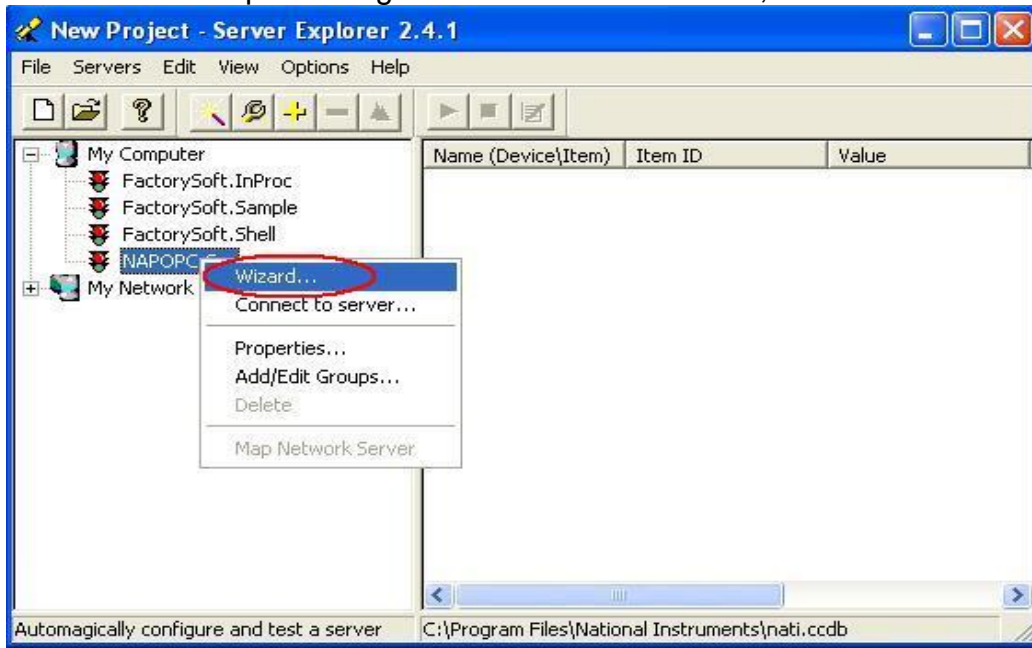 New Project - Server Explorer 2.4.1
File Servers Edit View Options Help
My Computer
Name (Device\Item) Item ID Value
FactorySoft.InProc
FactorySoft.Sample
FactorySoft.Shell
NAPOPC
Wizard...
My Network
Connect to server...
Properties...
Add/Edit Groups...
Delete
Map Network Server
Automagically configure and test a server C:\Program Files\National Instruments\nati.ccdb